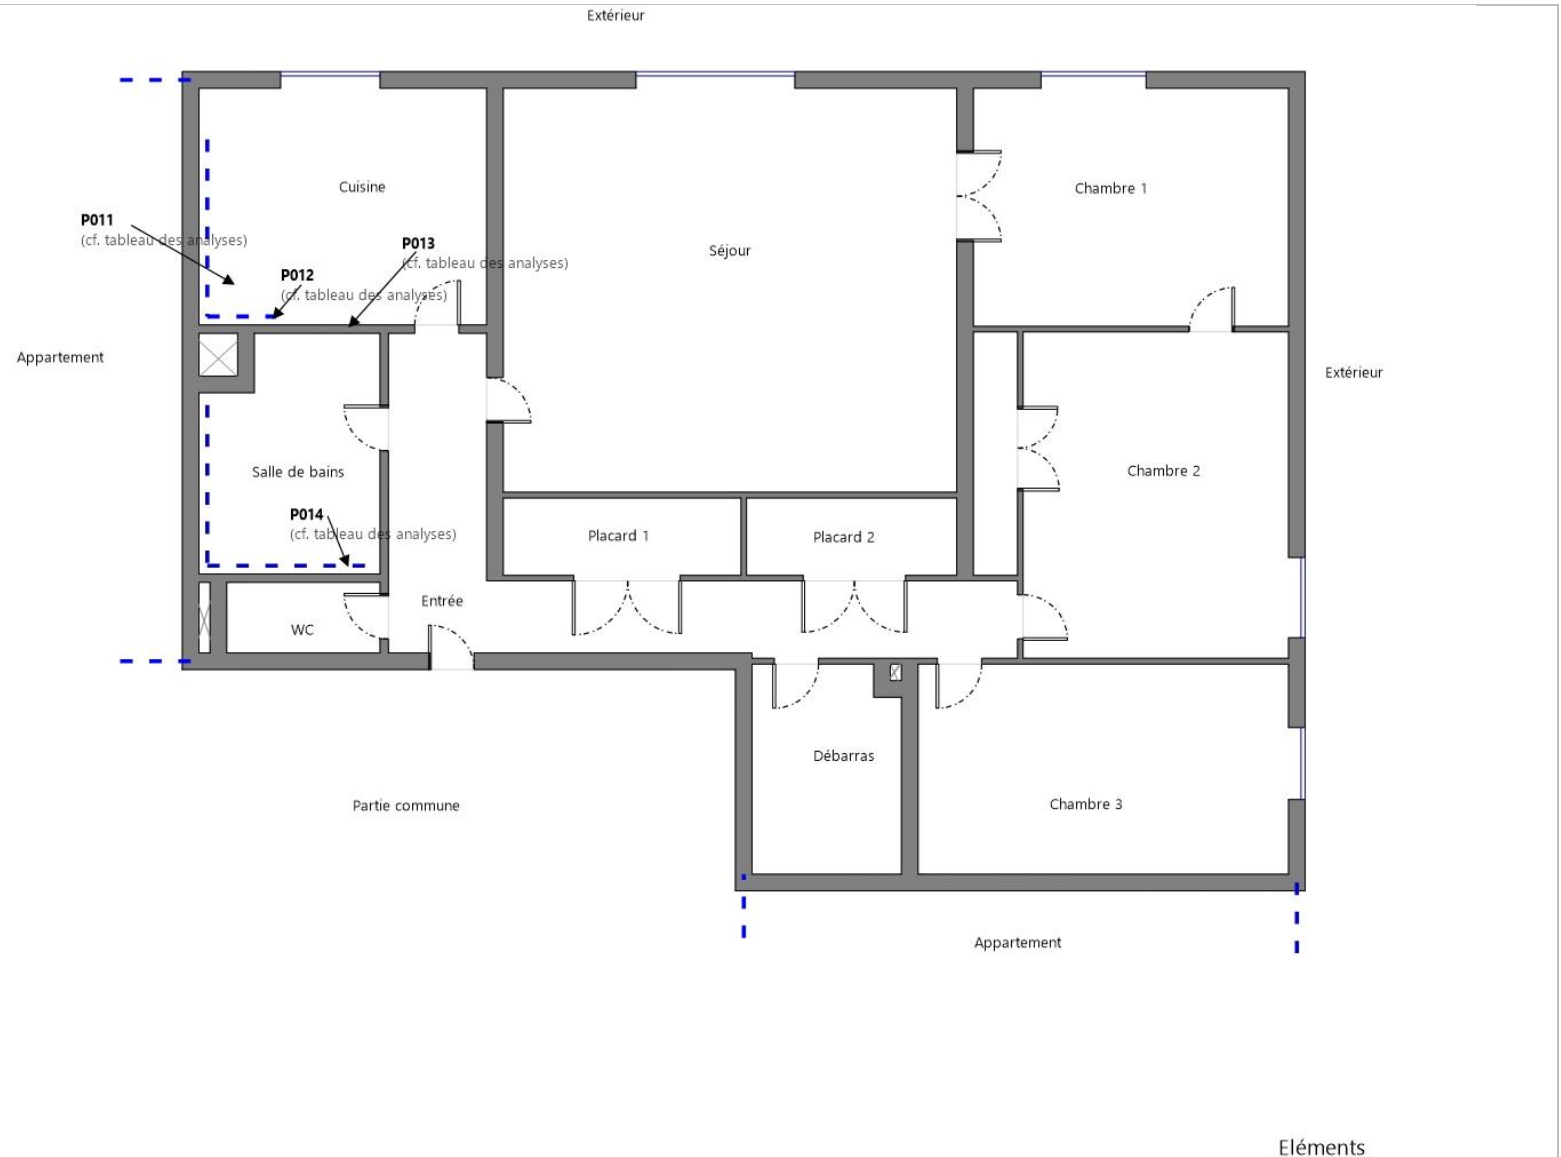 Extérieur
Cuisine
Chambre 1
P011
(cf. tableau des analyses)
P013
(cf. tableau des analyses)
Séjour
P012
(cf. tableau des analyses)
Appartement
Extérieur
Salle de bains
Chambre 2
P014
(cf. tableau des analyses)
Placard 1
Placard 2
Entrée
WC
Débarras
Partie commune
Chambre 3
Appartement
Eléments